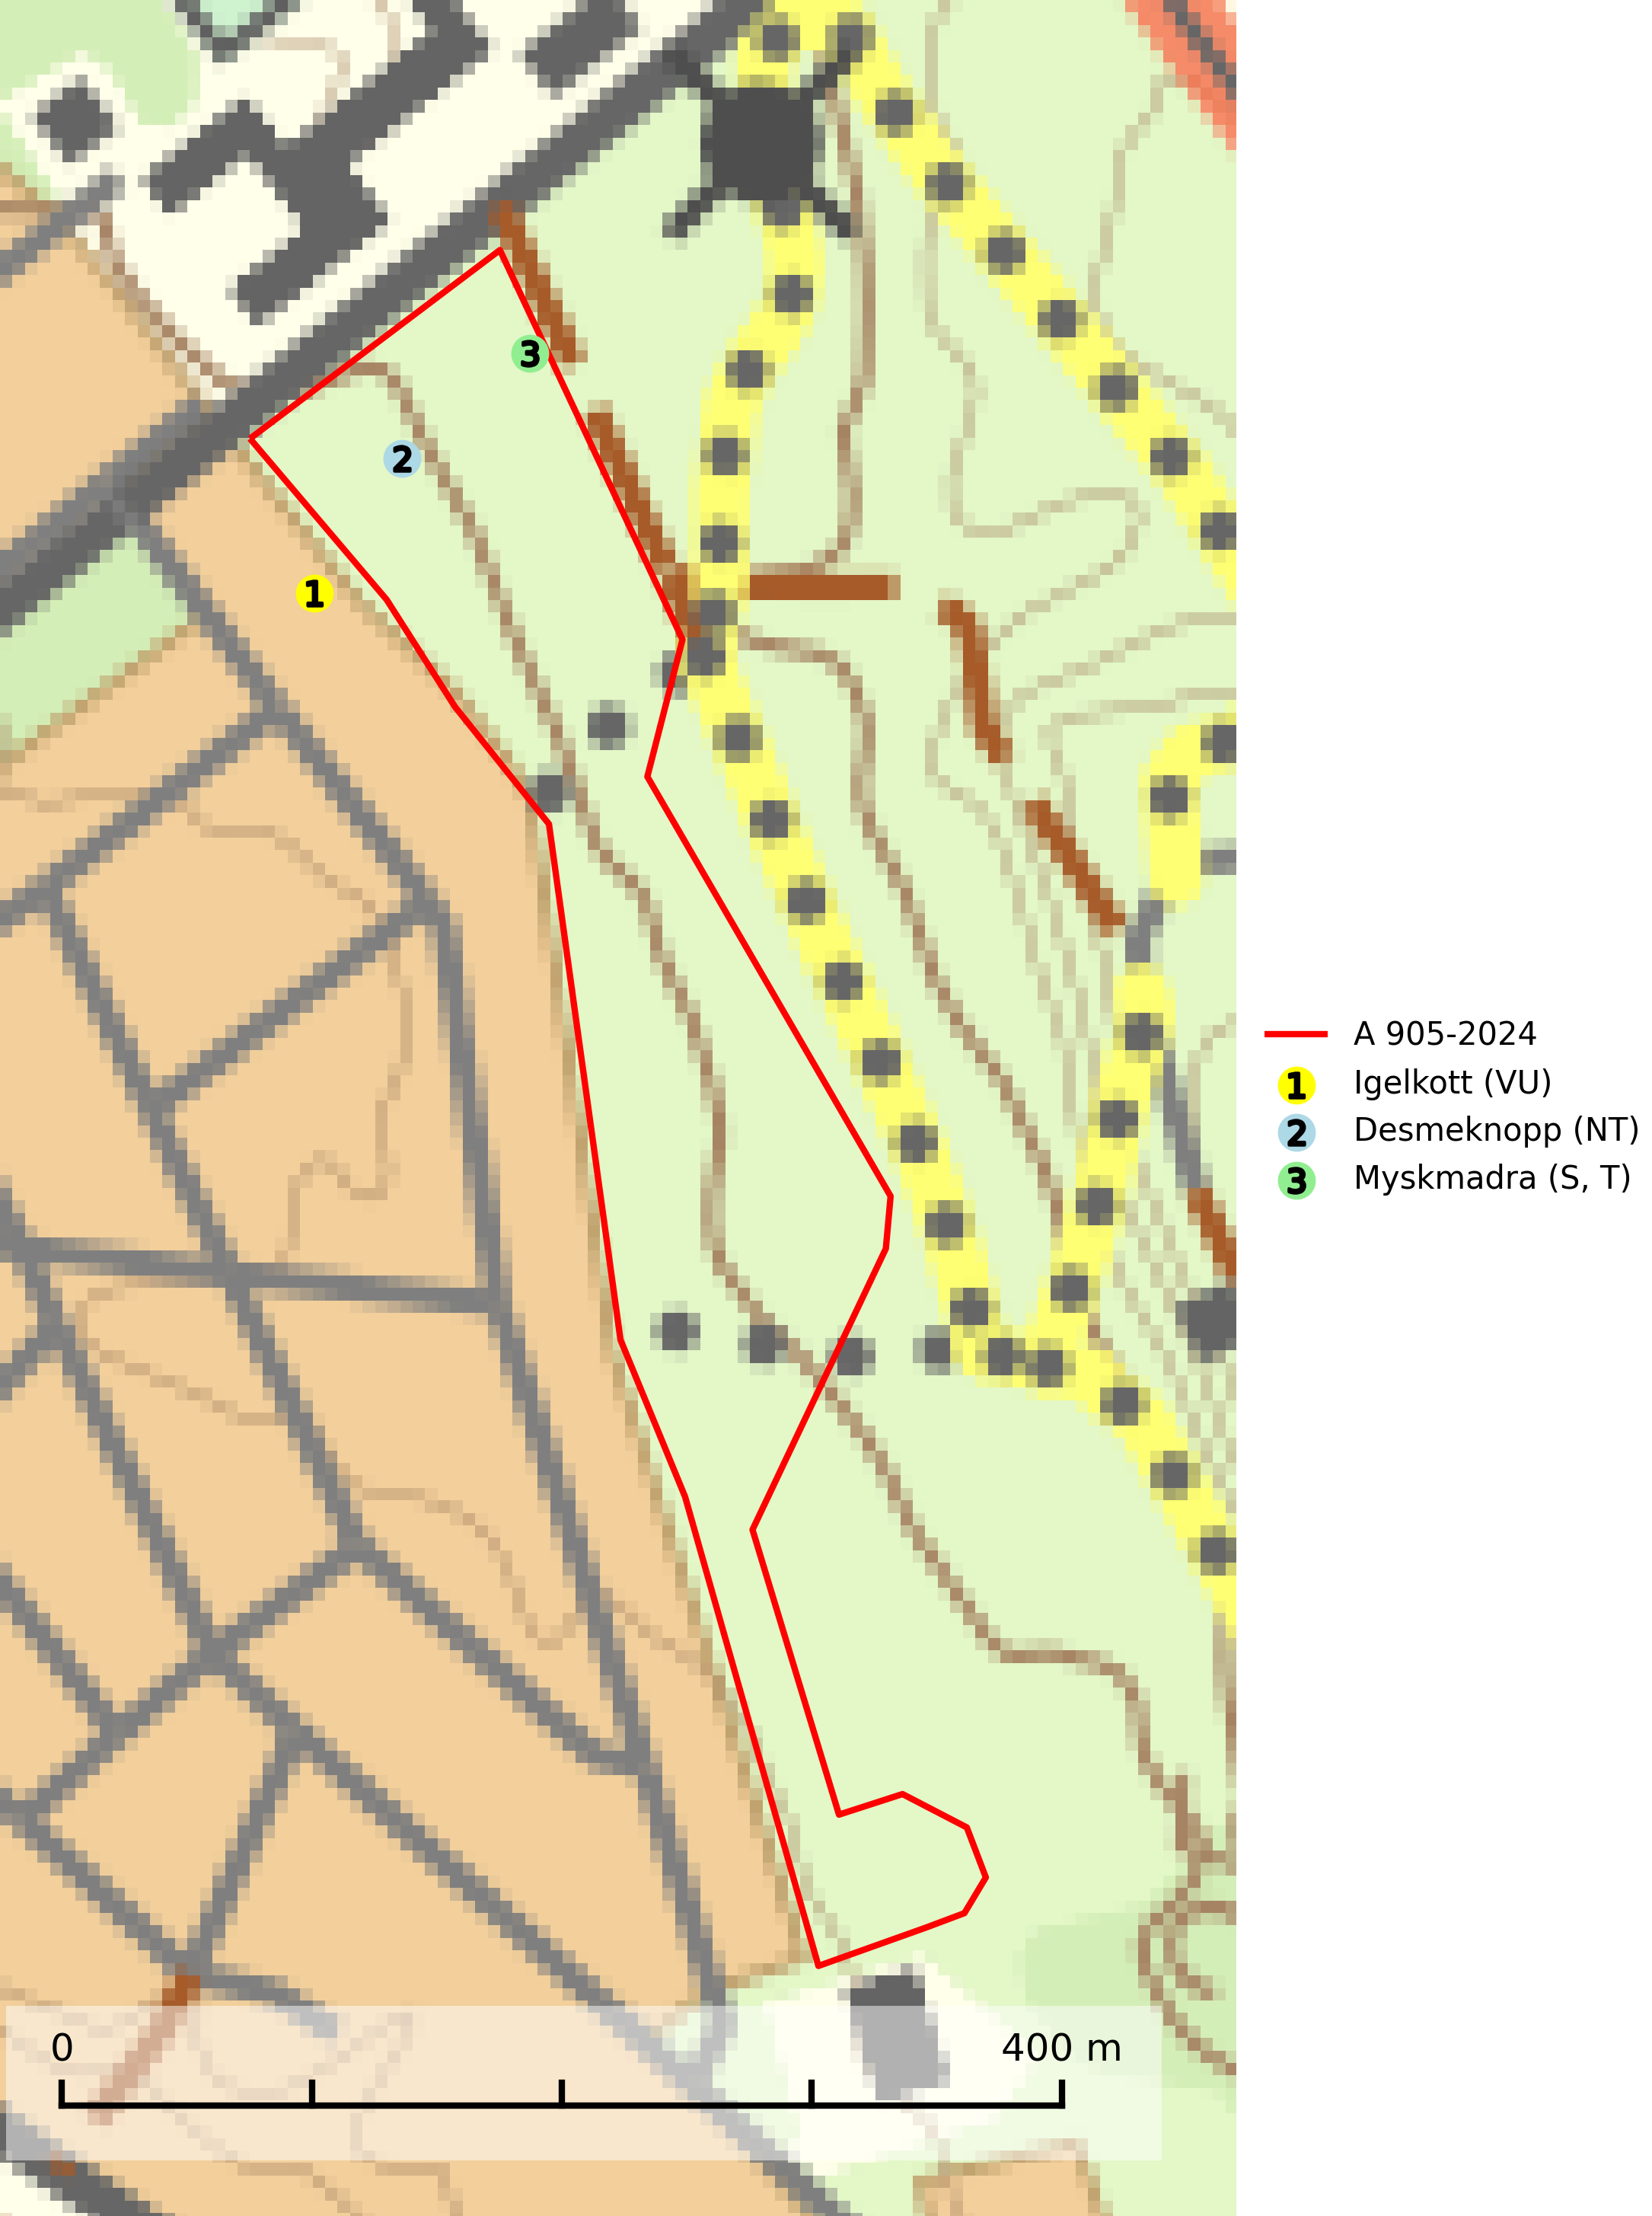 3
2
1
A 905-2024
1 Igelkott (VU)
2 Desmeknopp (NT)
3 Myskmadra (S, T)
0 400 m